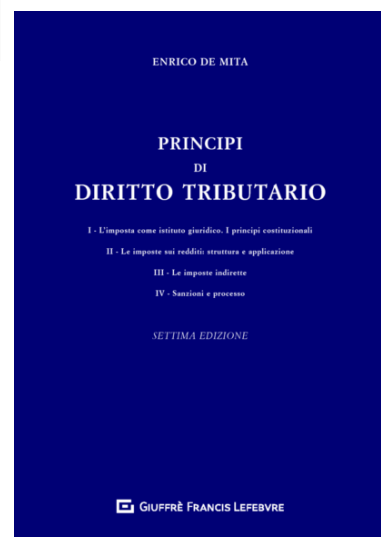 ENRICO DE MITA
PRINCIPI
DI
DIRITTO TRIBUTARIO
I - L'imposta come istituto giuridico. I principi costituzionali
II - Le imposte sui redditi: struttura e applicazione
III - Le imposte indirette
IV - Sanzioni e processo
SETTIMA EDIZIONE
GIUFFRÈ FRANCIS LEFEBVRE